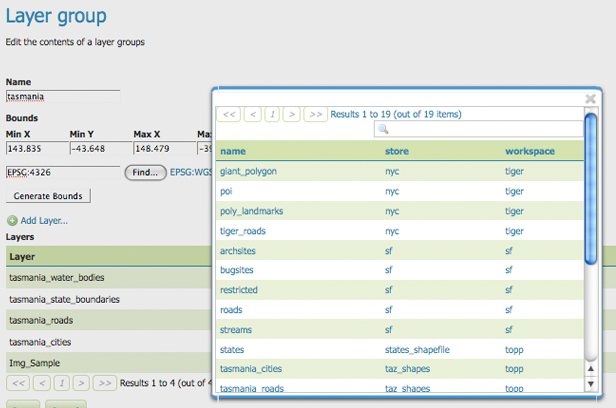 Layer group
Edit the contents of a layer groups
Name
tasmania
Bounds
Min X Min Y Max X
143.835 -43.648 148.479
EPSG:4326 Find... EPSG:WGS
Generate Bounds
Add Layer...
Layers
Layer
tasmania_water_bodies
tasmania_state_boundaries
tasmania_roads
tasmania_cities
Img_Sample
<< < 1 > >> Results 1 to 4 (out of 4
<< < 1 > >> Results 1 to 19 (out of 19 items)
name store workspace
giant_polygon nyc tiger
poi nyc tiger
poly_landmarks nyc tiger
tiger_roads nyc tiger
archsites sf sf
bugsites sf sf
restricted sf sf
roads sf sf
streams sf sf
states states_shapefile topp
tasmania_cities taz_shapes topp
tasmania_roads taz_shapes topp